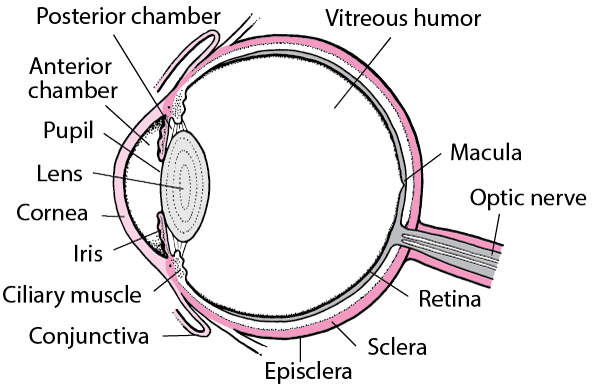 Posterior chamber
Vitreous humor
Anterior
chamber
Pupil
Macula
Lens
Optic nerve
Cornea
Iris
Ciliary muscle
Retina
Conjunctiva
Sclera
Episclera